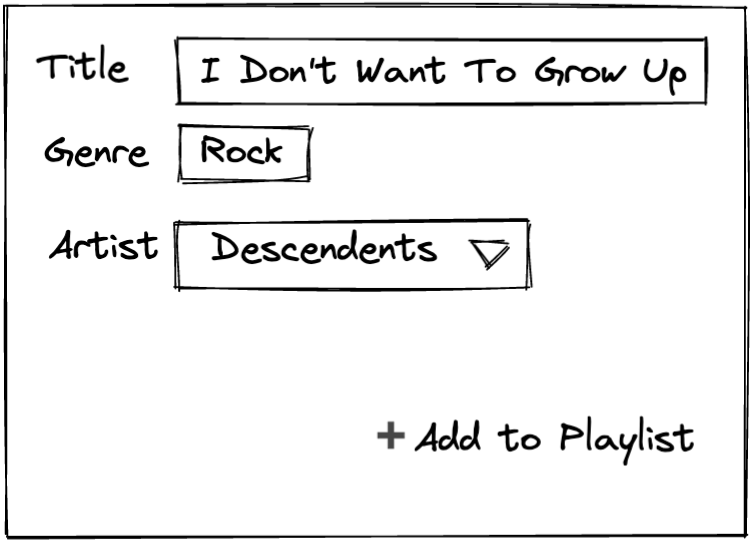 Title I Don't Want To Grow Up
Genre Rock
Artist Descendents
+ Add to Playlist